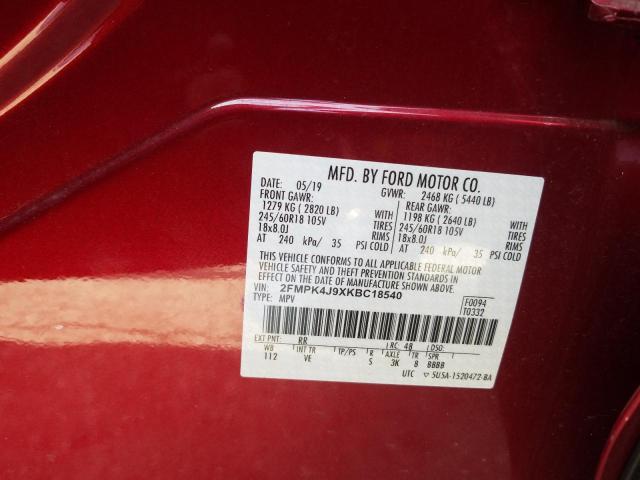 MFD. BY FORD MOTOR CO.
DATE: 05/19 GVWR: 2468 KG ( 5440 LB)
FRONT GAWR: REAR GAWR:
1279 KG ( 2820 LB) WITH 1198 KG ( 2640 LB) WITH
245/60R18 105V TIRES 245/60R18 105V TIRES
18x8.0J RIMS 18x8.0J RIMS
AT 240 kPa/ 35 PSI COLD AT 240 kPa/ 35 PSI COLD
THIS VEHICLE CONFORMS TO ALL APPLICABLE FEDERAL MOTOR
VEHICLE SAFETY AND THEFT PREVENTION STANDARDS IN
EFFECT ON THE DATE OF MANUFACTURE SHOWN ABOVE.
VIN: 2FMPK4J9XKBC18540
TYPE: MPV
F0094
T0332
EXT PNT: RR RC: 48 DSO:
WB INT TR TP/PS R AXLE TR SPR
112 VE S 3K 8 BBBB
UTC ▽ 5U5A-1520472-BA